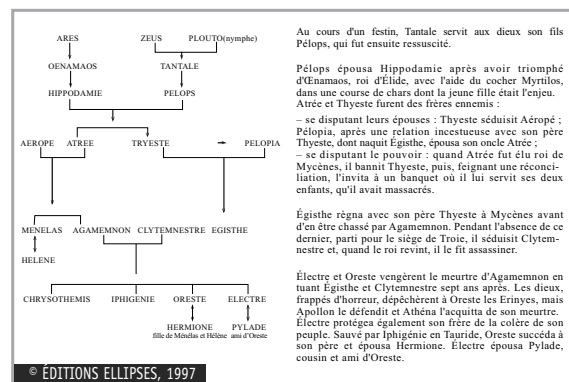 ARES ZEUS PLOUTO(nymphe)
OENAMAOS TANTALE
HIPPODAMIE PELOPS
AEROPE ATREE TRYESTE PELOPIA
MENELAS AGAMEMNON CLYTEMNESTRE EGISTHE
HELENE
CHRYSOTHEMIS IPHIGENIE ORESTE ELECTRE
HERMIONE PYLADE
fille de Ménélas et Hélène ami d'Oreste
© ÉDITIONS ELLIPSES, 1997
Au cours d'un festin, Tantale servit aux dieux son fils
Pélops, qui fut ensuite ressuscité.
Pélops épousa Hippodamie après avoir triomphé
d'Œnamaos, roi d'Élide, avec l'aide du cocher Myrtilos,
dans une course de chars dont la jeune fille était l'enjeu.
Atrée et Thyeste furent des frères ennemis :
– se disputant leurs épouses : Thyeste séduisit Aéropé ;
Pélopia, après une relation incestueuse avec son père
Thyeste, dont naquit Égisthe, épousa son oncle Atrée ;
– se disputant le pouvoir : quand Atrée fut élu roi de
Mycènes, il bannit Thyeste, puis, feignant une réconci-
liation, l'invita à un banquet où il lui servit ses deux
enfants, qu'il avait massacrés.
Égisthe règna avec son père Thyeste à Mycènes avant
d'en être chassé par Agamemnon. Pendant l'absence de ce
dernier, parti pour le siège de Troie, il séduisit Clytem-
nestre et, quand le roi revint, il le fit assassiner.
Électre et Oreste vengèrent le meurtre d'Agamemnon en
tuant Égisthe et Clytemnestre sept ans après. Les dieux,
frappés d'horreur, dépêchèrent à Oreste les Erinyes, mais
Apollon le défendit et Athéna l'acquitta de son meurtre.
Électre protégea également son frère de la colère de son
peuple. Sauvé par Iphigénie en Tauride, Oreste succéda à
son père et épousa Hermione. Électre épousa Pylade,
cousin et ami d'Oreste.